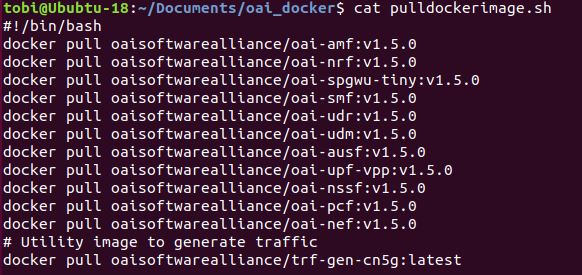 tobi@Ububtu-18:~/Documents/oai_docker$ cat pulldockerimage.sh
#!/bin/bash
docker pull oaisoftwarealliance/oai-amf:v1.5.0
docker pull oaisoftwarealliance/oai-nrf:v1.5.0
docker pull oaisoftwarealliance/oai-spgwu-tiny:v1.5.0
docker pull oaisoftwarealliance/oai-smf:v1.5.0
docker pull oaisoftwarealliance/oai-udr:v1.5.0
docker pull oaisoftwarealliance/oai-udm:v1.5.0
docker pull oaisoftwarealliance/oai-ausf:v1.5.0
docker pull oaisoftwarealliance/oai-upf-vpp:v1.5.0
docker pull oaisoftwarealliance/oai-nssf:v1.5.0
docker pull oaisoftwarealliance/oai-pcf:v1.5.0
docker pull oaisoftwarealliance/oai-nef:v1.5.0
# Utility image to generate traffic
docker pull oaisoftwarealliance/trf-gen-cn5g:latest